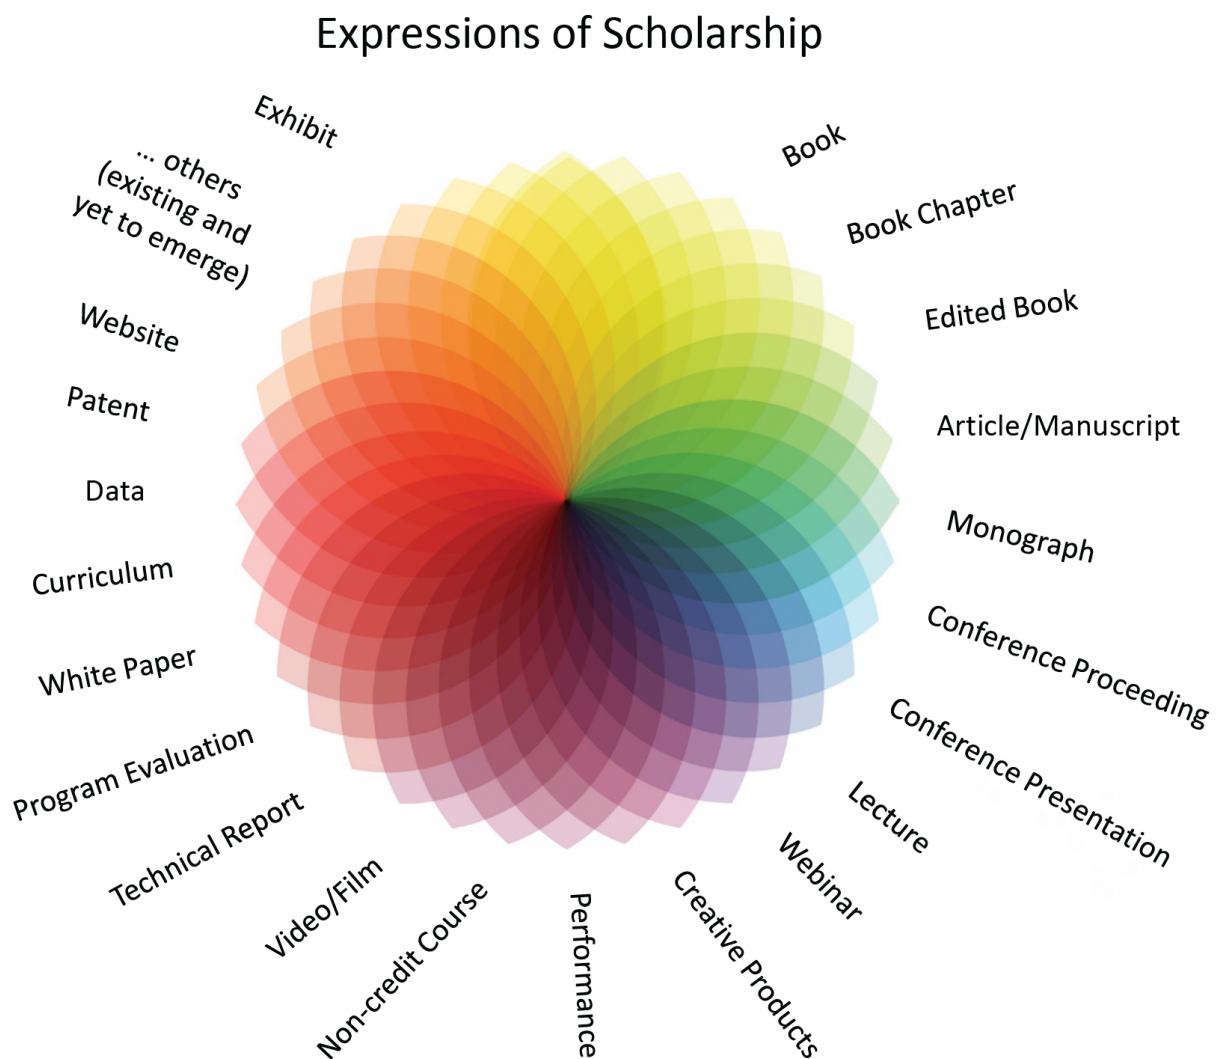 Expressions of Scholarship
Book
Book Chapter
Edited Book
Article/Manuscript
Monograph
Conference Proceeding
Conference Presentation
Lecture
Webinar
Creative Products
Performance
Non-credit Course
Video/Film
Technical Report
Program Evaluation
White Paper
Curriculum
Data
Patent
Website
... others
(existing and
yet to emerge)
Exhibit